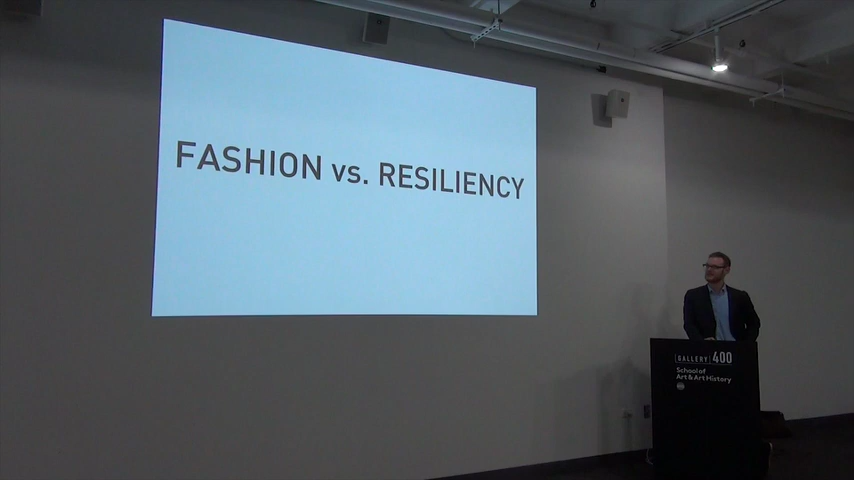 FASHION vs. RESILIENCY
GALLERY 400
School of
Art & Art History